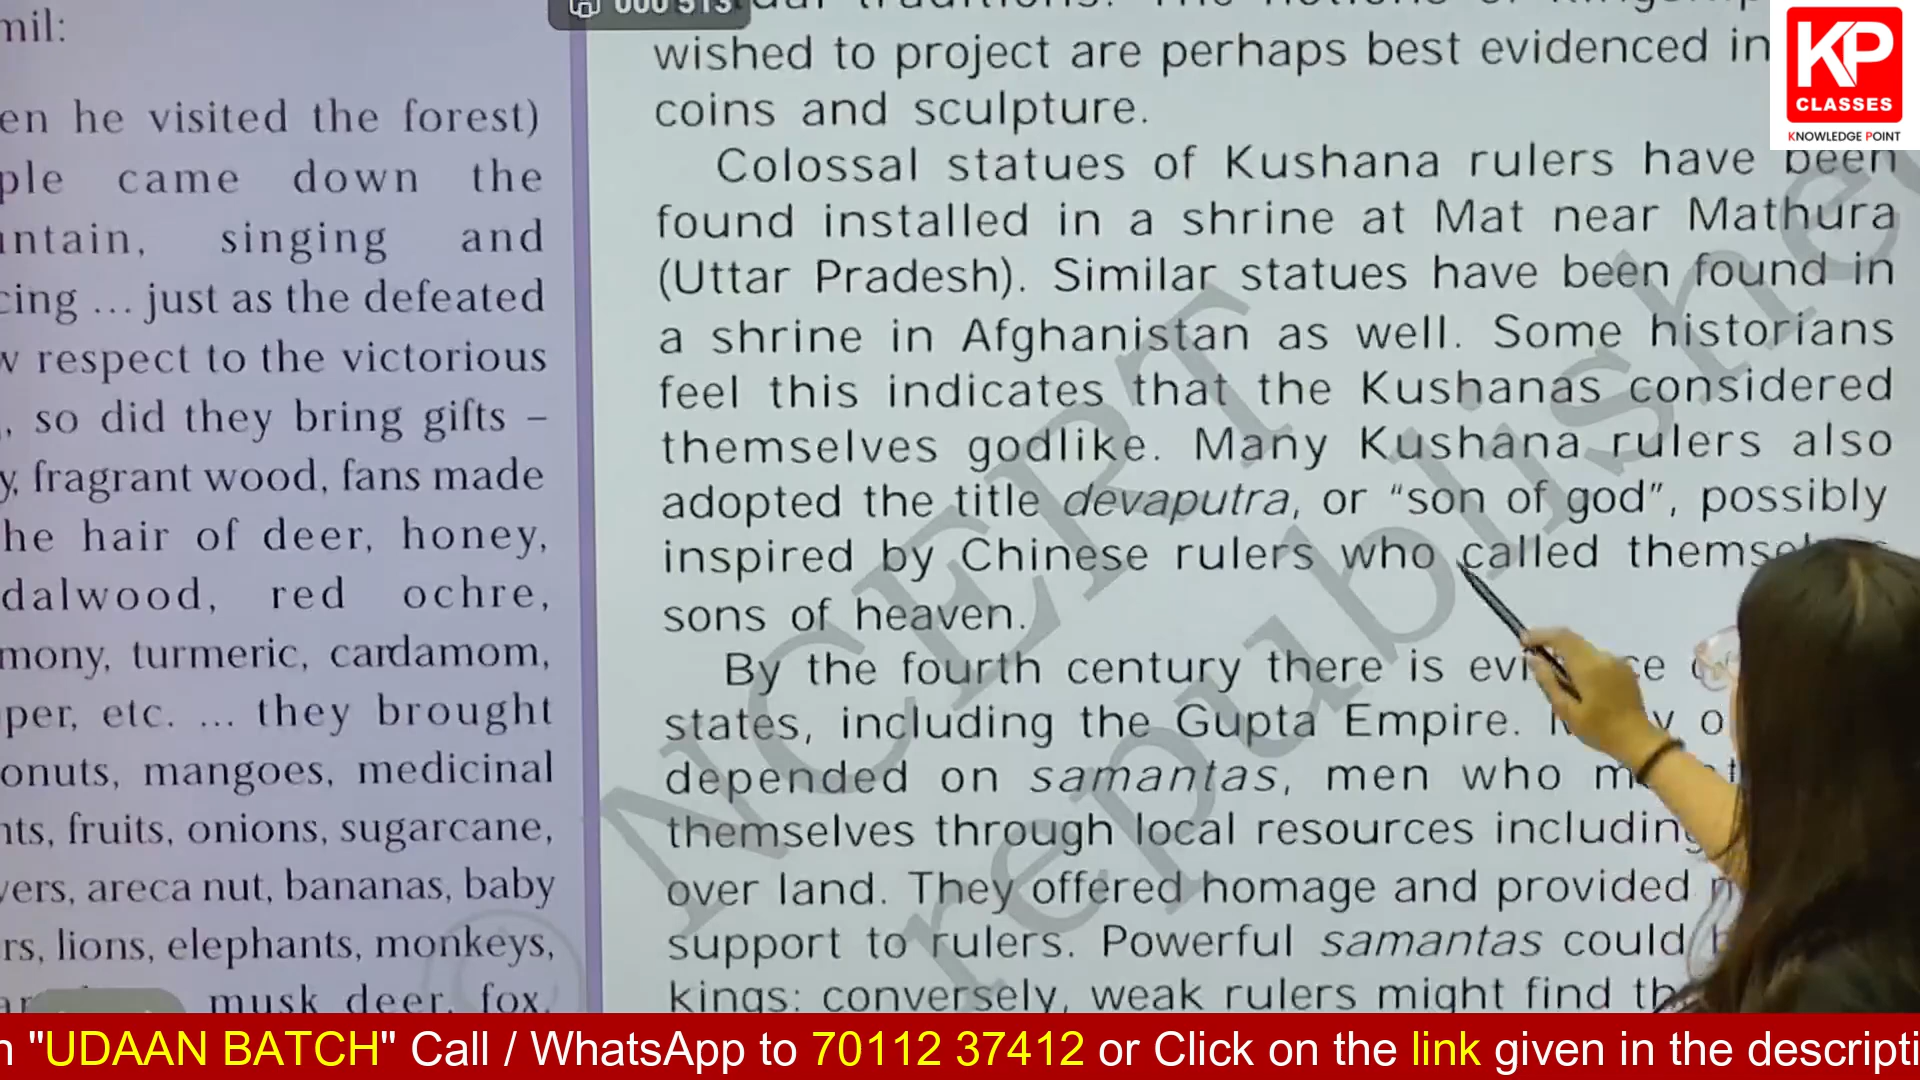 mil:
en he visited the forest)
ple came down the
untain, singing and
cing ... just as the defeated
w respect to the victorious
, so did they bring gifts –
y, fragrant wood, fans made
he hair of deer, honey,
dalwood, red ochre,
mony, turmeric, cardamom,
per, etc. ... they brought
onuts, mangoes, medicinal
nts, fruits, onions, sugarcane,
vers, areca nut, bananas, baby
rs, lions, elephants, monkeys,
musk deer, fox,
wished to project are perhaps best evidenced in
coins and sculpture.
Colossal statues of Kushana rulers have been
found installed in a shrine at Mat near Mathura
(Uttar Pradesh). Similar statues have been found in
a shrine in Afghanistan as well. Some historians
feel this indicates that the Kushanas considered
themselves godlike. Many Kushana rulers also
adopted the title devaputra, or “son of god”, possibly
inspired by Chinese rulers who called
sons of heaven.
By the fourth century there is
states, including the Gupta Empire.
depended on samantas, men who
themselves through local resources including
over land. They offered homage and provided
support to rulers. Powerful samantas could
kings: conversely, weak rulers might find
© NCERT
republished
KP
CLASSES
KNOWLEDGE POINT
"UDAAN BATCH" Call / WhatsApp to 70112 37412 or Click on the link given in the descripti